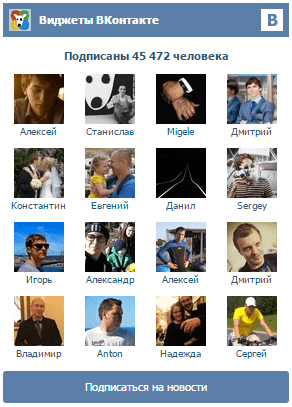 Виджеты ВКонтакте
B
Подписаны 45 472 человека
Алексей Станислав Migele Дмитрий
Константин Евгений Данил Sergey
Игорь Александр Алексей Дмитрий
Владимир Anton Надежда Сергей
Подписаться на новости